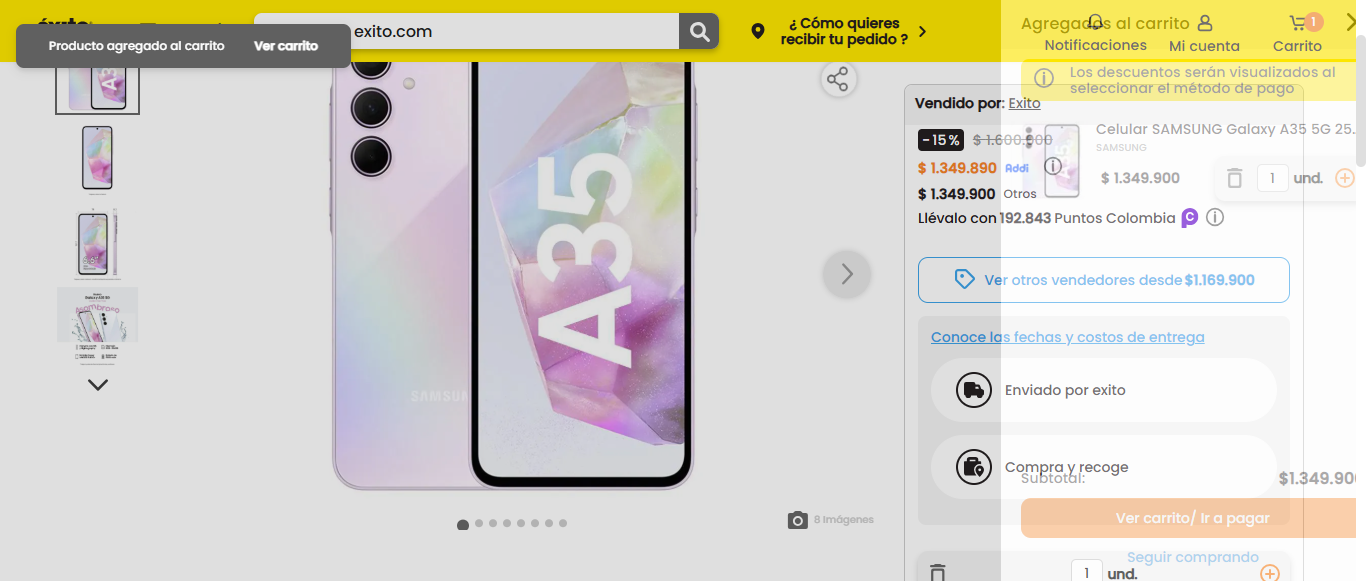 éxito
exito.com
¿ Cómo quieres
recibir tu pedido ?
Producto agregado al carrito
Ver carrito
Notificaciones
Mi cuenta
1
Carrito
Agregados al carrito
Los descuentos serán visualizados al
seleccionar el método de pago
Celular SAMSUNG Galaxy A35 5G 25.
SAMSUNG
$ 1.349.900
1
und.
Vendido por: Exito
-15%
$ 1.600.900
$ 1.349.890
Addi
$ 1.349.900
Otros
Llévalo con 192.843 Puntos Colombia
Ver otros vendedores desde $1.169.900
Conoce las fechas y costos de entrega
Enviado por exito
Compra y recoge
Subtotal:
$1.349.900
Ver carrito/ Ir a pagar
Seguir comprando
1
und.
A35
SAMSUNG
8 Imágenes